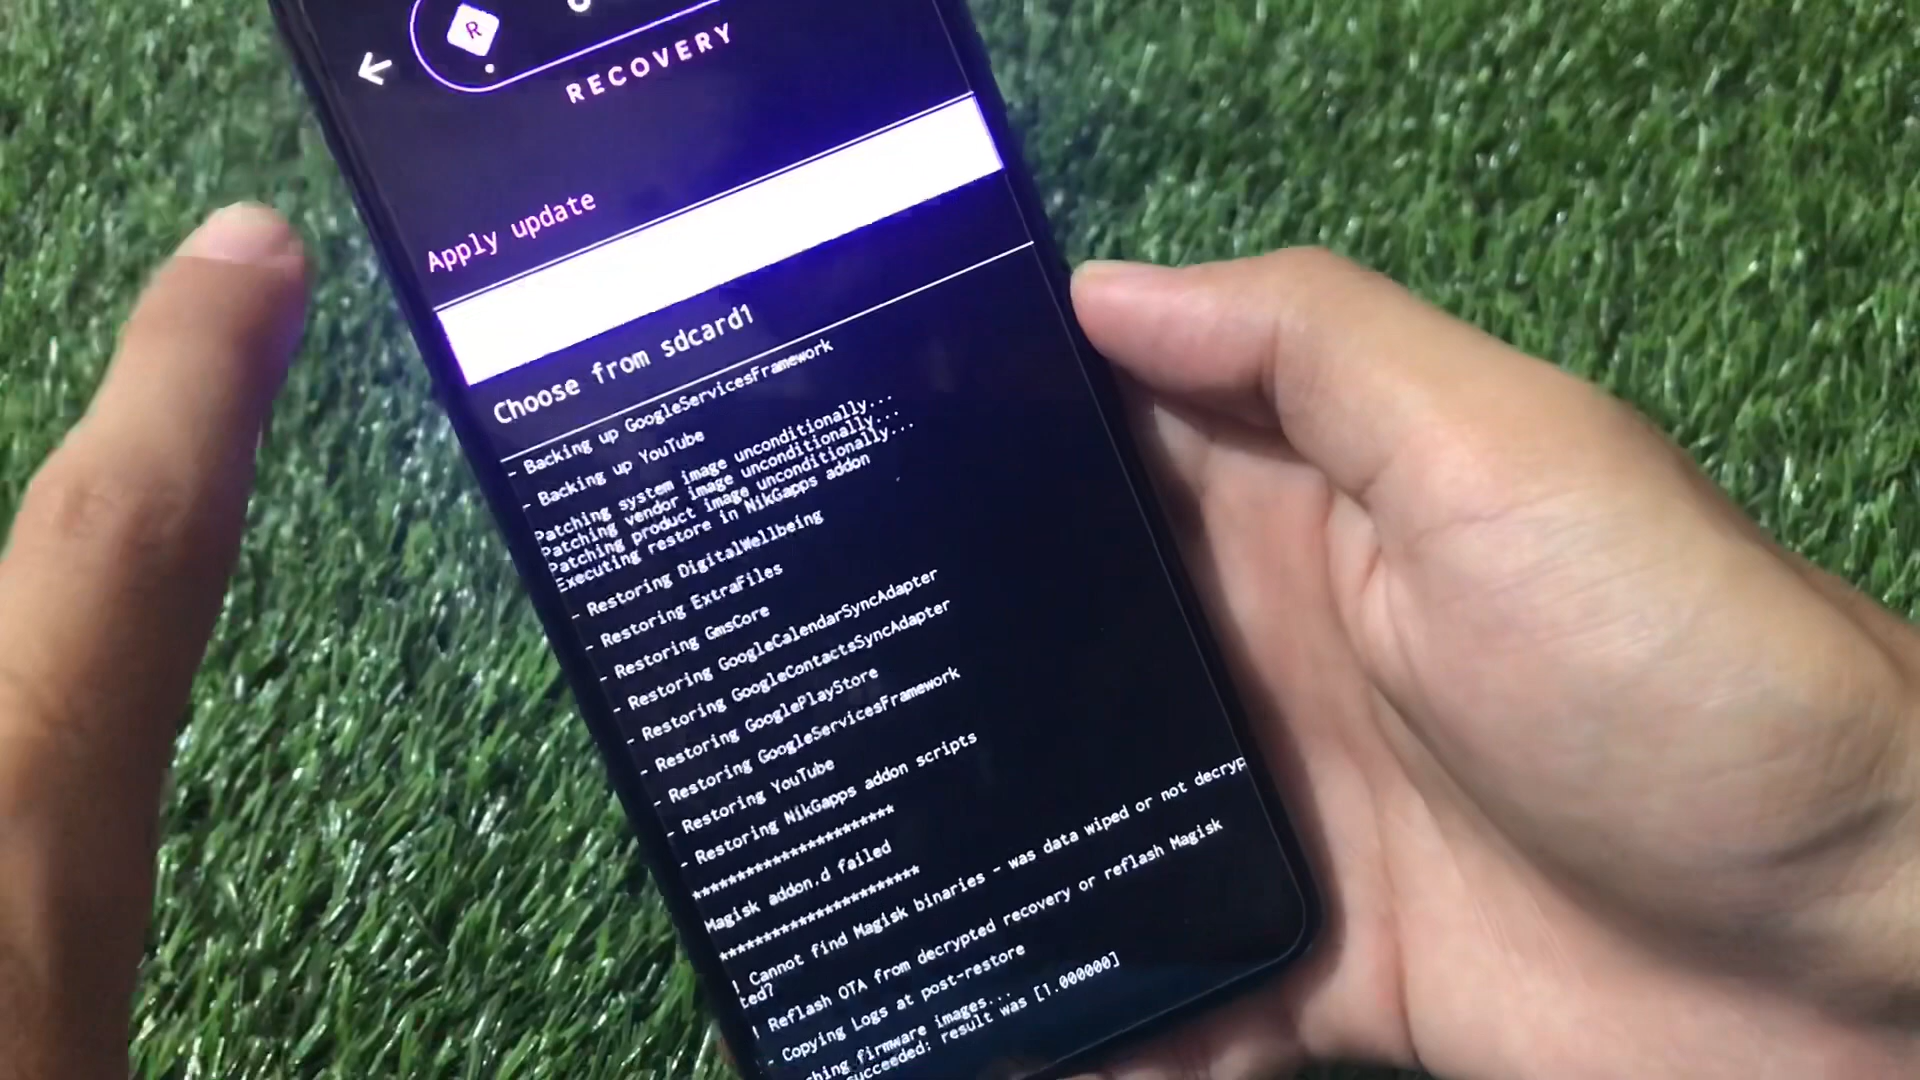 R
RECOVERY
Apply update
Choose from sdcard1
- Backing up GoogleServicesFramework
- Backing up YouTube
Patching system image unconditionally...
Patching vendor image unconditionally...
Patching product image unconditionally...
Executing restore in NikGapps addon
- Restoring DigitalWellbeing
- Restoring ExtraFiles
- Restoring GmsCore
- Restoring GoogleCalendarSyncAdapter
- Restoring GoogleContactsSyncAdapter
- Restoring GooglePlayStore
- Restoring GoogleServicesFramework
- Restoring YouTube
- Restoring NikGapps addon scripts
***********************
Magisk addon.d failed
***********************
! Cannot find Magisk binaries - was data wiped or not decryp
ted?
! Reflash OTA from decrypted recovery or reflash Magisk
- Copying Logs at post-restore
ching firmware images...
succeeded: result was [1.000000]